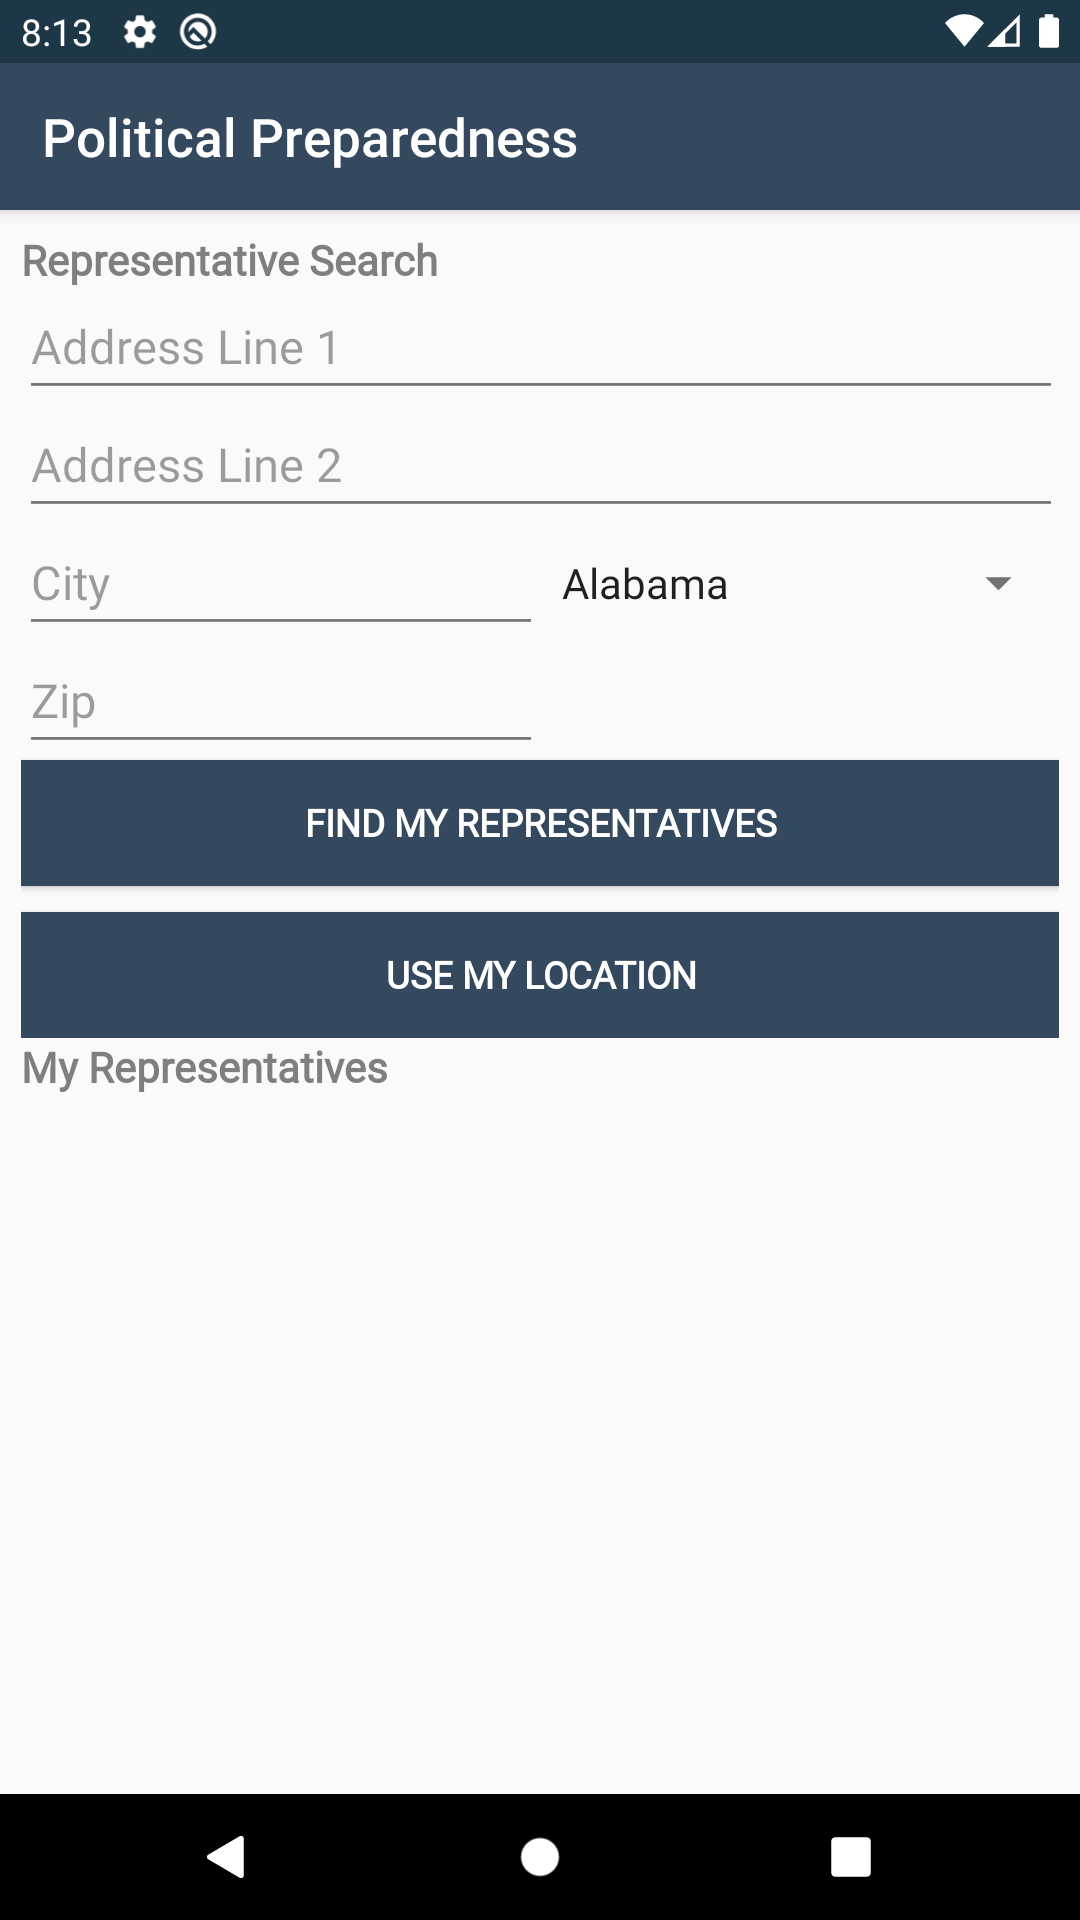 8:13
Political Preparedness
Representative Search
Address Line 1
Address Line 2
City
Alabama
Zip
FIND MY REPRESENTATIVES
USE MY LOCATION
My Representatives